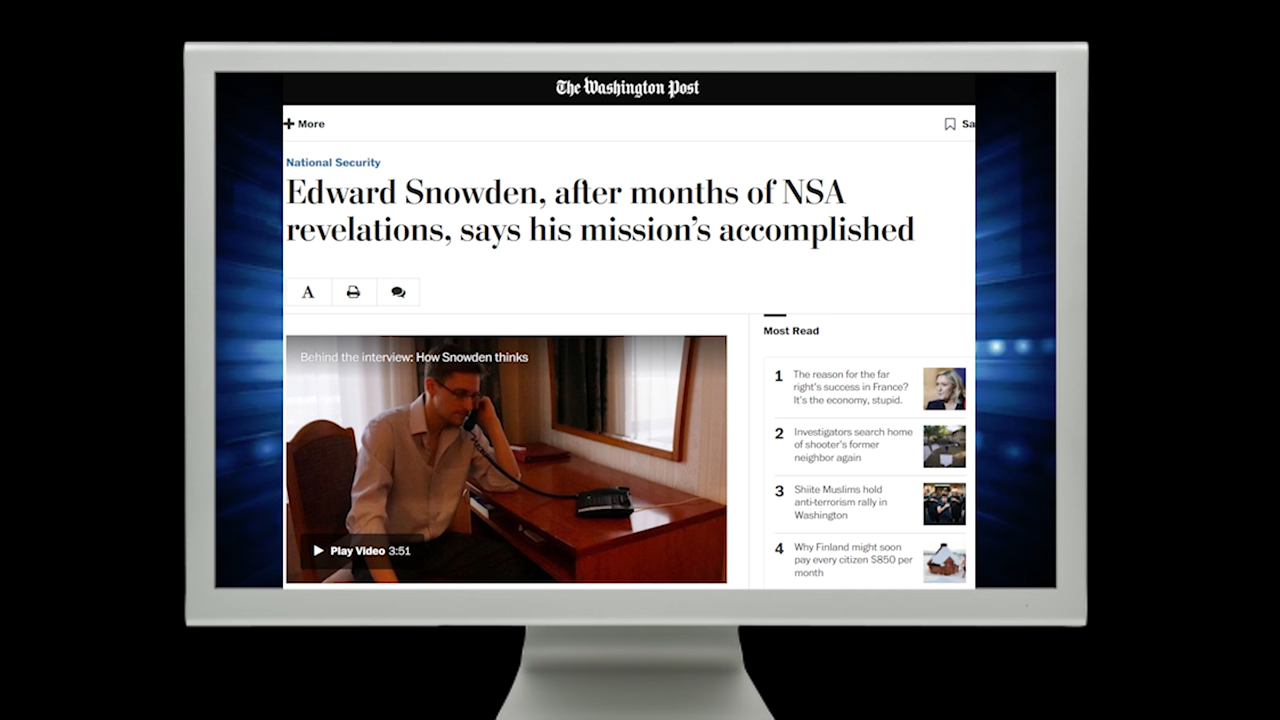 The Washington Post
More
Sa
National Security
Edward Snowden, after months of NSA
revelations, says his mission's accomplished
A
Behind the interview: How Snowden thinks
Play Video 3:51
Most Read
1 The reason for the far
right's success in France?
It's the economy, stupid.
2 Investigators search home
of shooter's former
neighbor again
3 Shiite Muslims hold
anti-terrorism rally in
Washington
4 Why Finland might soon
pay every citizen $850 per
month